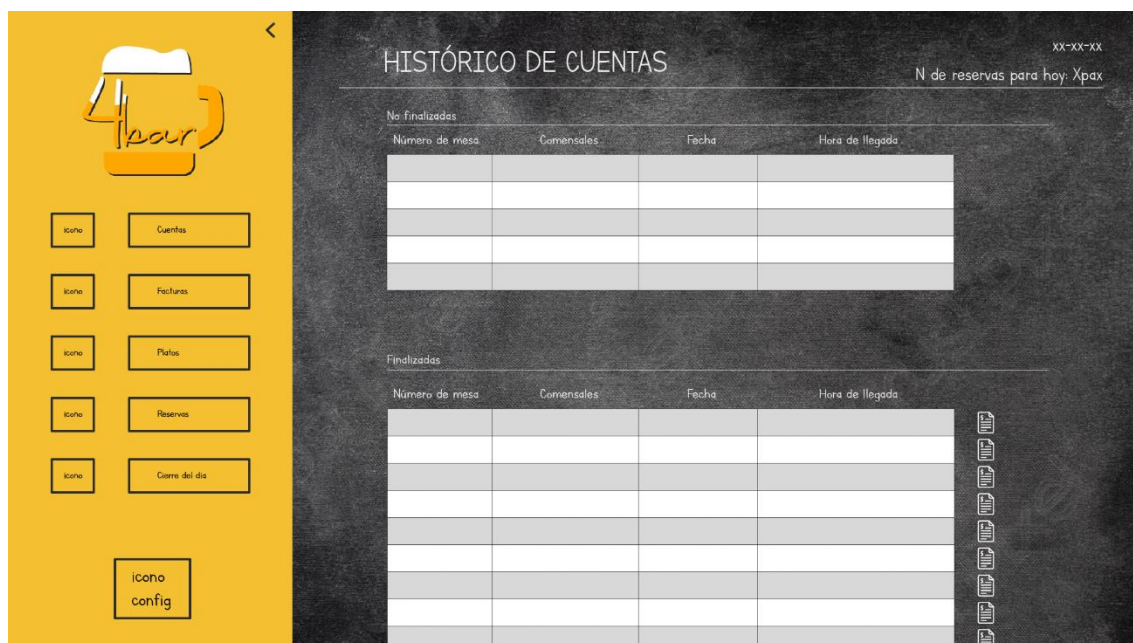 4bar
icono Cuentas
icono Facturas
icono Platos
icono Reservas
icono Cierre del dia
icono
config
HISTÓRICO DE CUENTAS
xx-xx-xx
N de reservas para hoy: Xpax
No finalizadas
Número de mesa Comensales Fecha Hora de llegada
Finalizadas
Número de mesa Comensales Fecha Hora de llegada